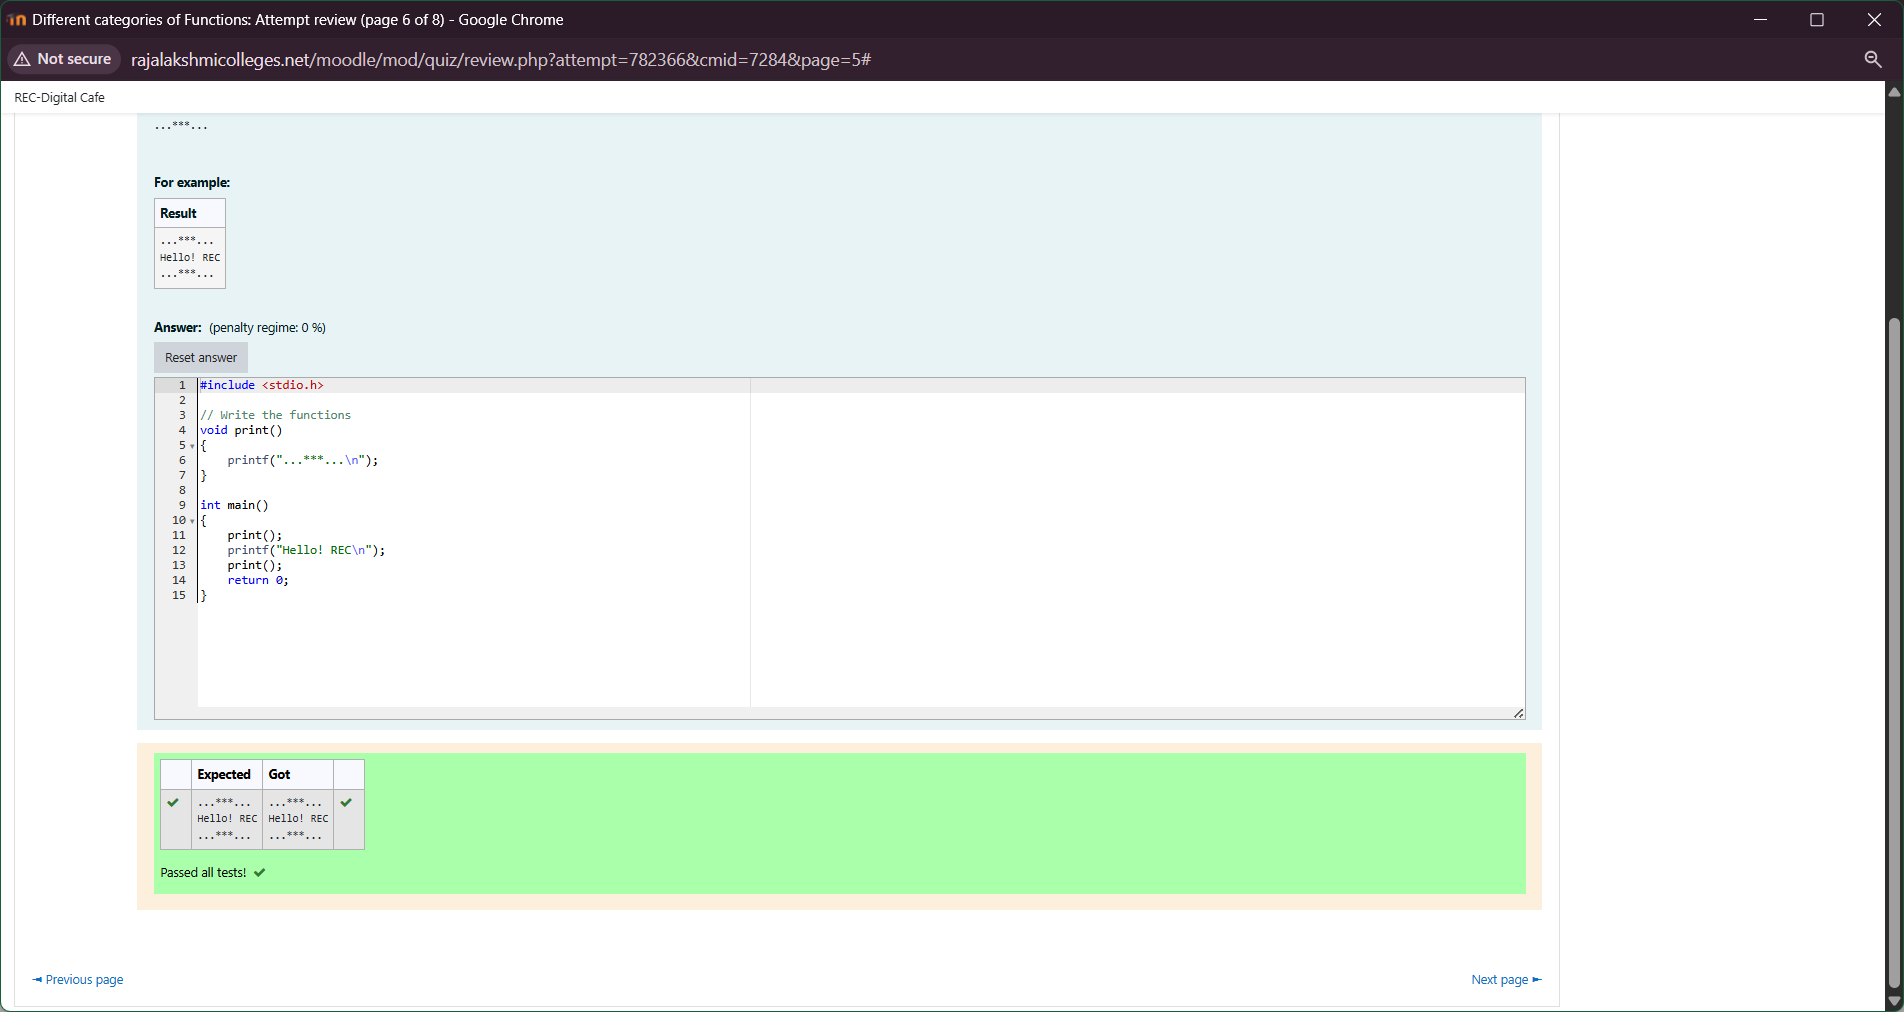 Different categories of Functions: Attempt review (page 6 of 8) - Google Chrome
Not secure rajalakshmicolleges.net/moodle/mod/quiz/review.php?attempt=782366&cmid=7284&page=5#
REC-Digital Cafe
...***...
For example:
Result
...***...
Hello! REC
...***...
Answer: (penalty regime: 0 %)
Reset answer
1 #include <stdio.h>
2
3 // Write the functions
4 void print()
5 {
6     printf("...***...\n");
7 }
8
9 int main()
10 {
11     print();
12     printf("Hello! REC\n");
13     print();
14     return 0;
15 }
Expected Got
...***... ...***...
Hello! REC Hello! REC
...***... ...***...
Passed all tests!
Previous page Next page